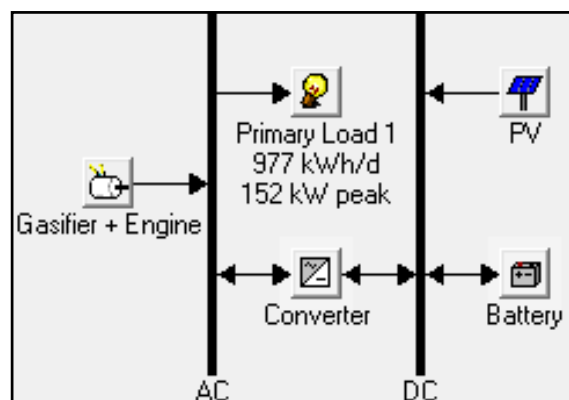 Primary Load 1
977 kWh/d
152 kW peak
PV
Gasifier + Engine
Converter
Battery
AC
DC